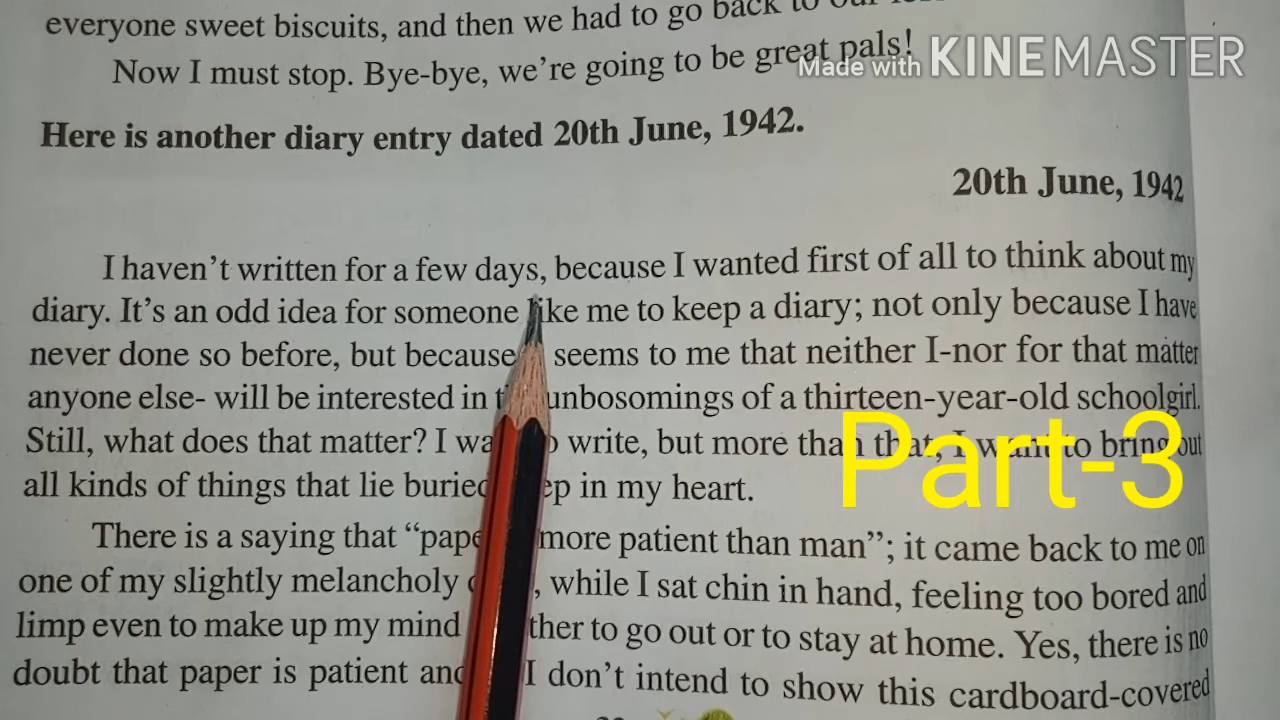 everyone sweet biscuits, and then we had to go back to our
Now I must stop. Bye-bye, we're going to be great pals!
Made with KINEMASTER
Here is another diary entry dated 20th June, 1942.
20th June, 1942
I haven't written for a few days, because I wanted first of all to think about my
diary. It's an odd idea for someone like me to keep a diary; not only because I have
never done so before, but because seems to me that neither I-nor for that matter
anyone else- will be interested in unbosomings of a thirteen-year-old schoolgirl.
Still, what does that matter? I write, but more than that, I want to bring out
all kinds of things that lie buried in my heart.
Part-3
There is a saying that “paper more patient than man”; it came back to me on
one of my slightly melancholy , while I sat chin in hand, feeling too bored and
limp even to make up my mind to go out or to stay at home. Yes, there is no
doubt that paper is patient and I don't intend to show this cardboard-covered